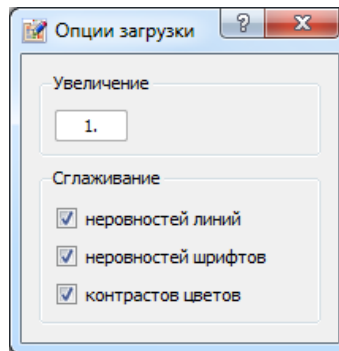 Опции загрузки
Увеличение
1.
Сглаживание
неровностей линий
неровностей шрифтов
контрастов цветов